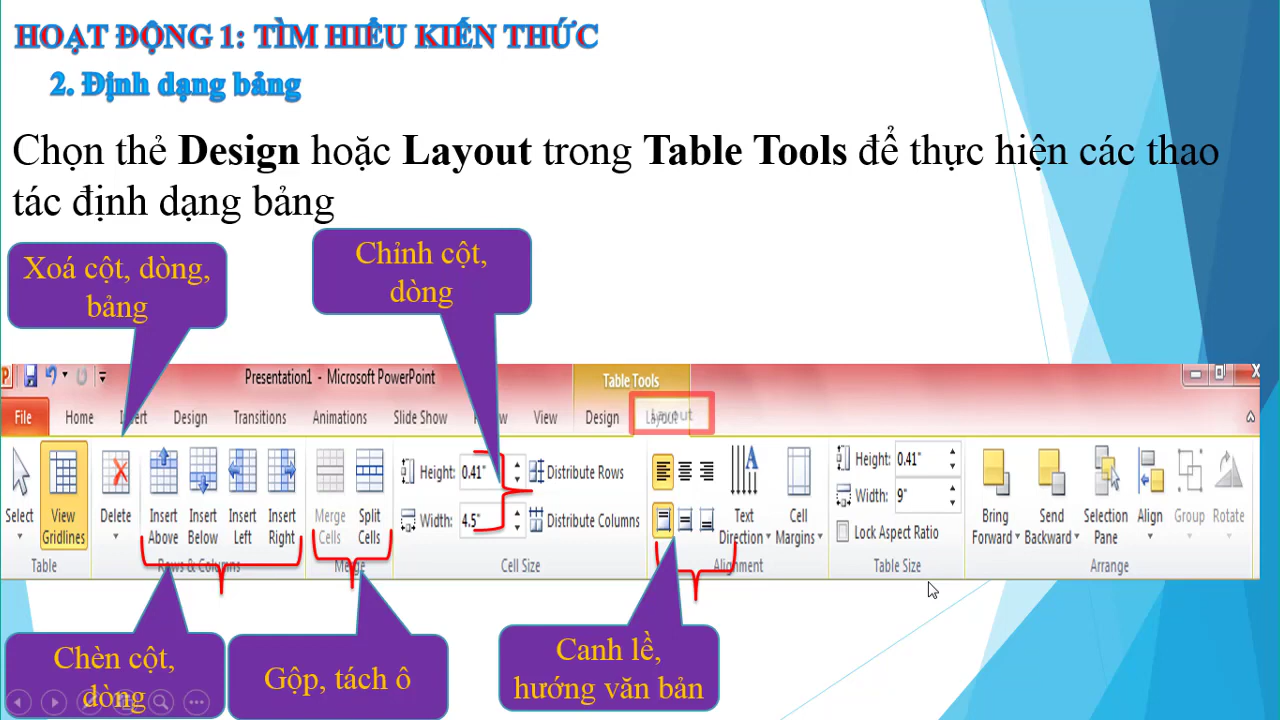 HOẠT ĐỘNG 1: TÌM HIỂU KIẾN THỨC
2. Định dạng bảng
Chọn thẻ Design hoặc Layout trong Table Tools để thực hiện các thao
tác định dạng bảng
Xoá cột, dòng,
bảng
Chỉnh cột,
dòng
Presentation1 - Microsoft PowerPoint
Table Tools
File Home Insert Design Transitions Animations Slide Show View Design Layout
Select
View
Gridlines
Delete
Insert
Above
Insert
Below
Insert
Left
Insert
Right
Merge
Cells
Split
Cells
Height: 0.41"
Width: 4.5"
Distribute Rows
Distribute Columns
Text
Direction
Cell
Margins
Height: 0.41"
Width: 9"
Lock Aspect Ratio
Bring
Forward
Send
Backward
Selection
Pane
Align
Group
Rotate
Table Rows & Columns Merge Cell Size Alignment Table Size Arrange
Chèn cột,
dòng
Gộp, tách ô
Canh lề,
hướng văn bản